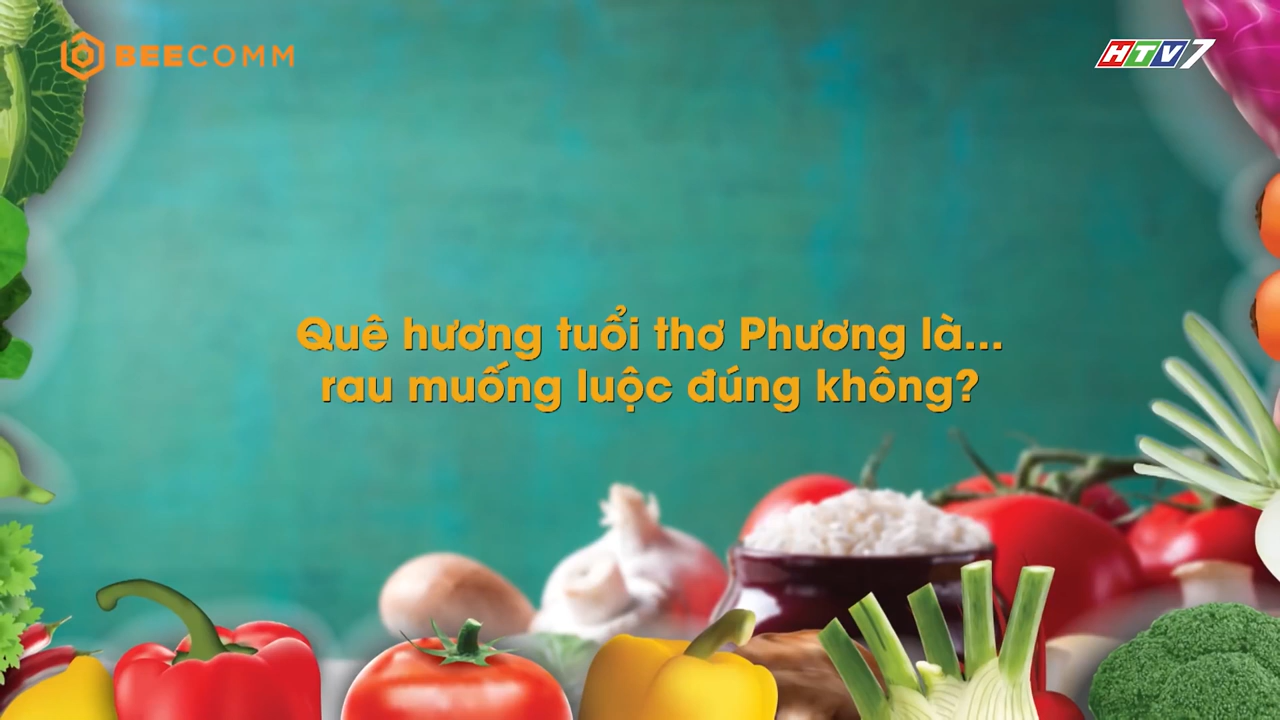 BEECOMM
HTV7
Quê hương tuổi thơ Phương là...
rau muống luộc đúng không?